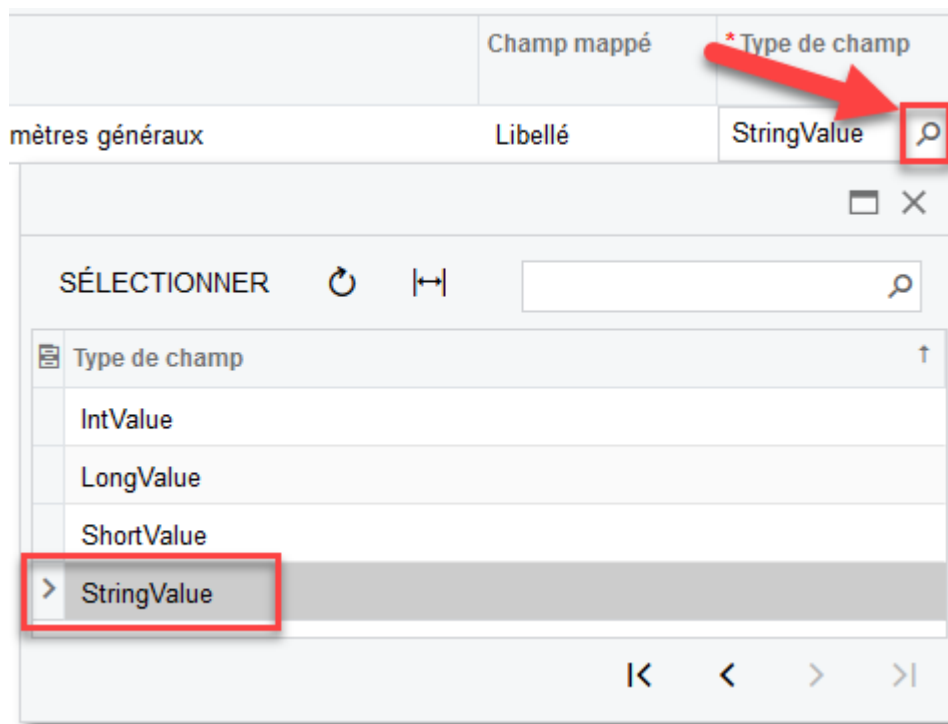 Champ mappé * Type de champ
mètres généraux Libellé StringValue
SÉLECTIONNER
Type de champ
IntValue
LongValue
ShortValue
StringValue